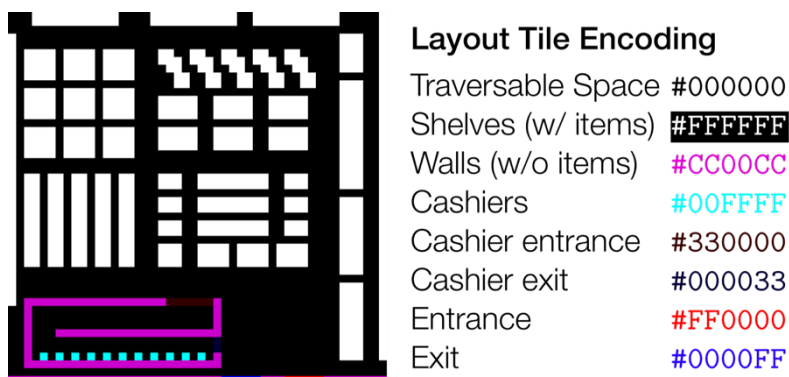 Layout Tile Encoding
Traversable Space #000000
Shelves (w/ items) #FFFFFF
Walls (w/o items) #CC00CC
Cashiers #00FFFF
Cashier entrance #330000
Cashier exit #000033
Entrance #FF0000
Exit #0000FF